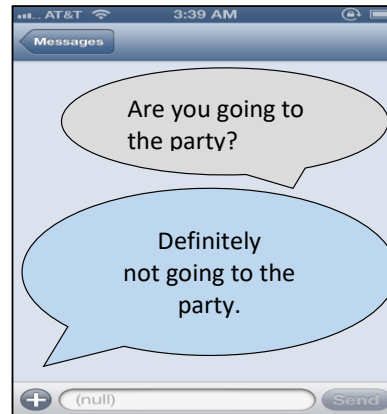 AT&T 3:39 AM
Messages
Are you going to
the party?
Definitely
not going to the
party.
(null) Send